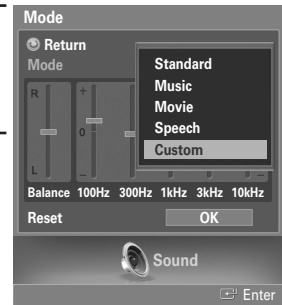 Mode
Return
Mode
Standard
Music
Movie
Speech
Custom
R
+
0
L
−
−
Balance 100Hz 300Hz 1kHz 3kHz 10kHz
Reset OK
Sound
Enter